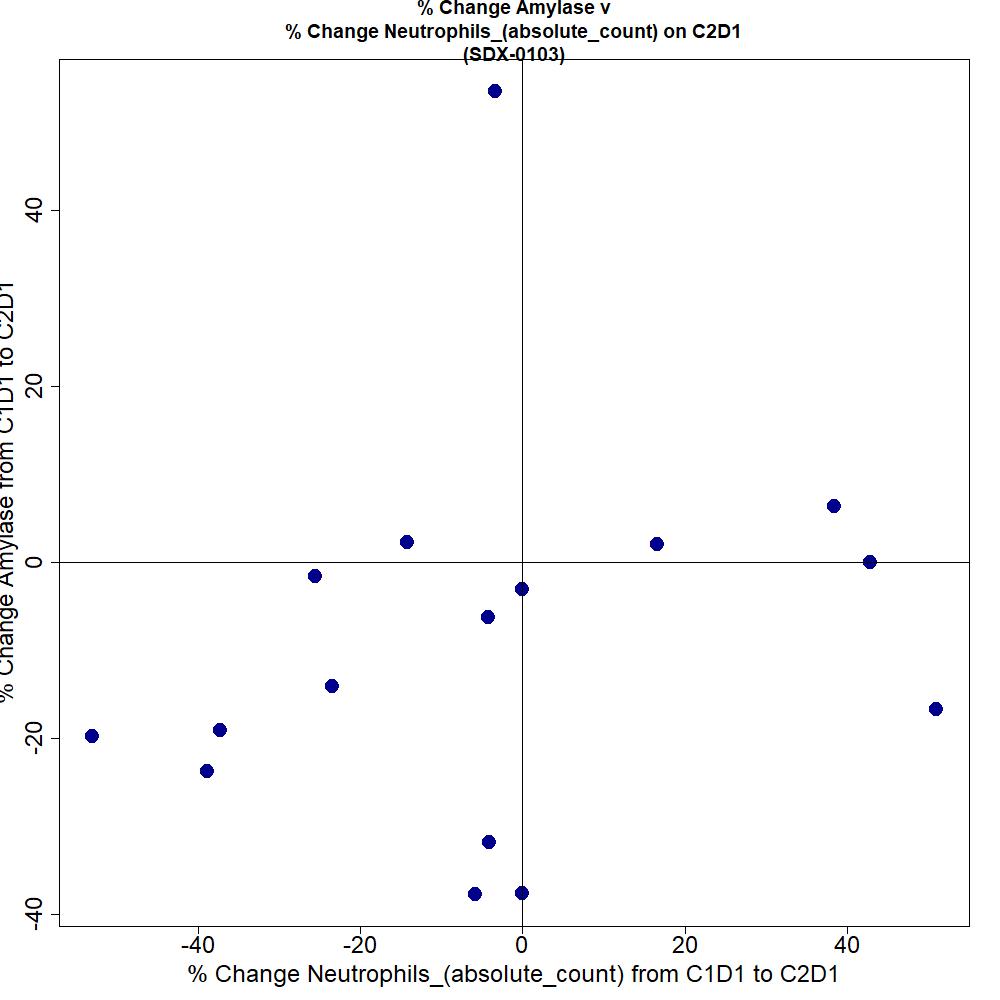 % Change Amylase v
% Change Neutrophils_(absolute_count) on C2D1
(SDX-0103)
% Change Amylase from C1D1 to C2D1
40
20
0
-20
-40
-40
-20
0
20
40
% Change Neutrophils_(absolute_count) from C1D1 to C2D1